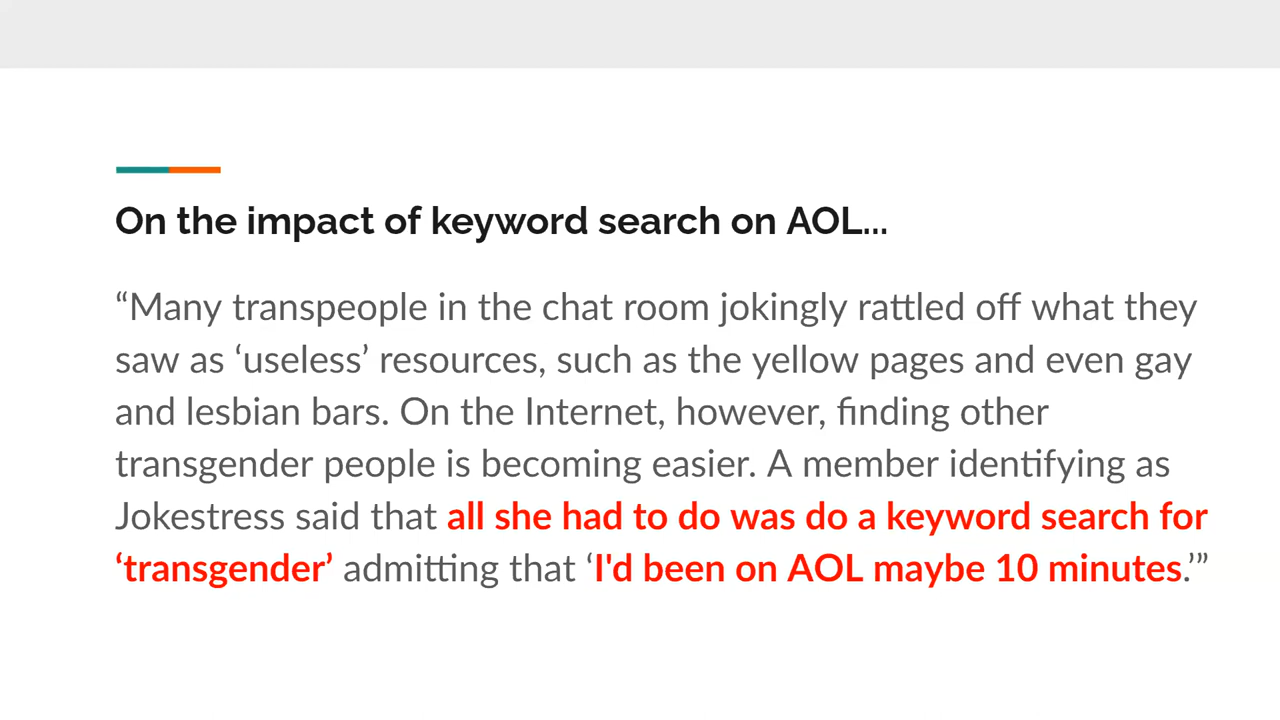 On the impact of keyword search on AOL...
“Many transpeople in the chat room jokingly rattled off what they
saw as ‘useless’ resources, such as the yellow pages and even gay
and lesbian bars. On the Internet, however, finding other
transgender people is becoming easier. A member identifying as
Jokestress said that all she had to do was do a keyword search for
‘transgender’ admitting that ‘I'd been on AOL maybe 10 minutes.’”